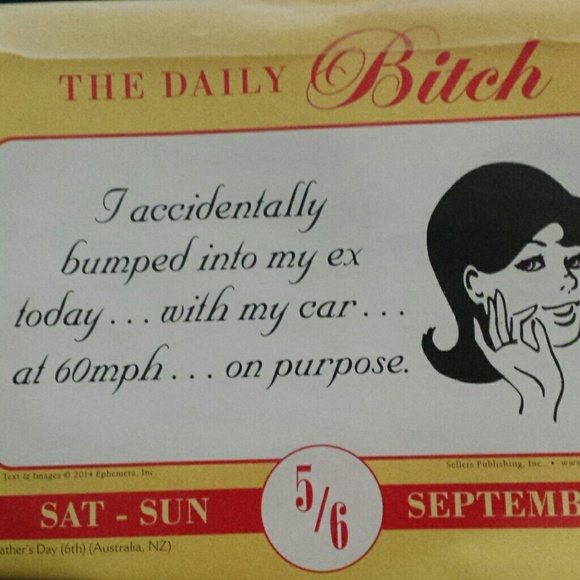 THE DAILY Bitch
I accidentally
bumped into my ex
today... with my car...
at 60mph... on purpose.
Text & Images © 2014 Ephemera, Inc.
Sellers Publishing, Inc. •
SAT - SUN 5/6 SEPTEMB
ather's Day (6th) (Australia, NZ)